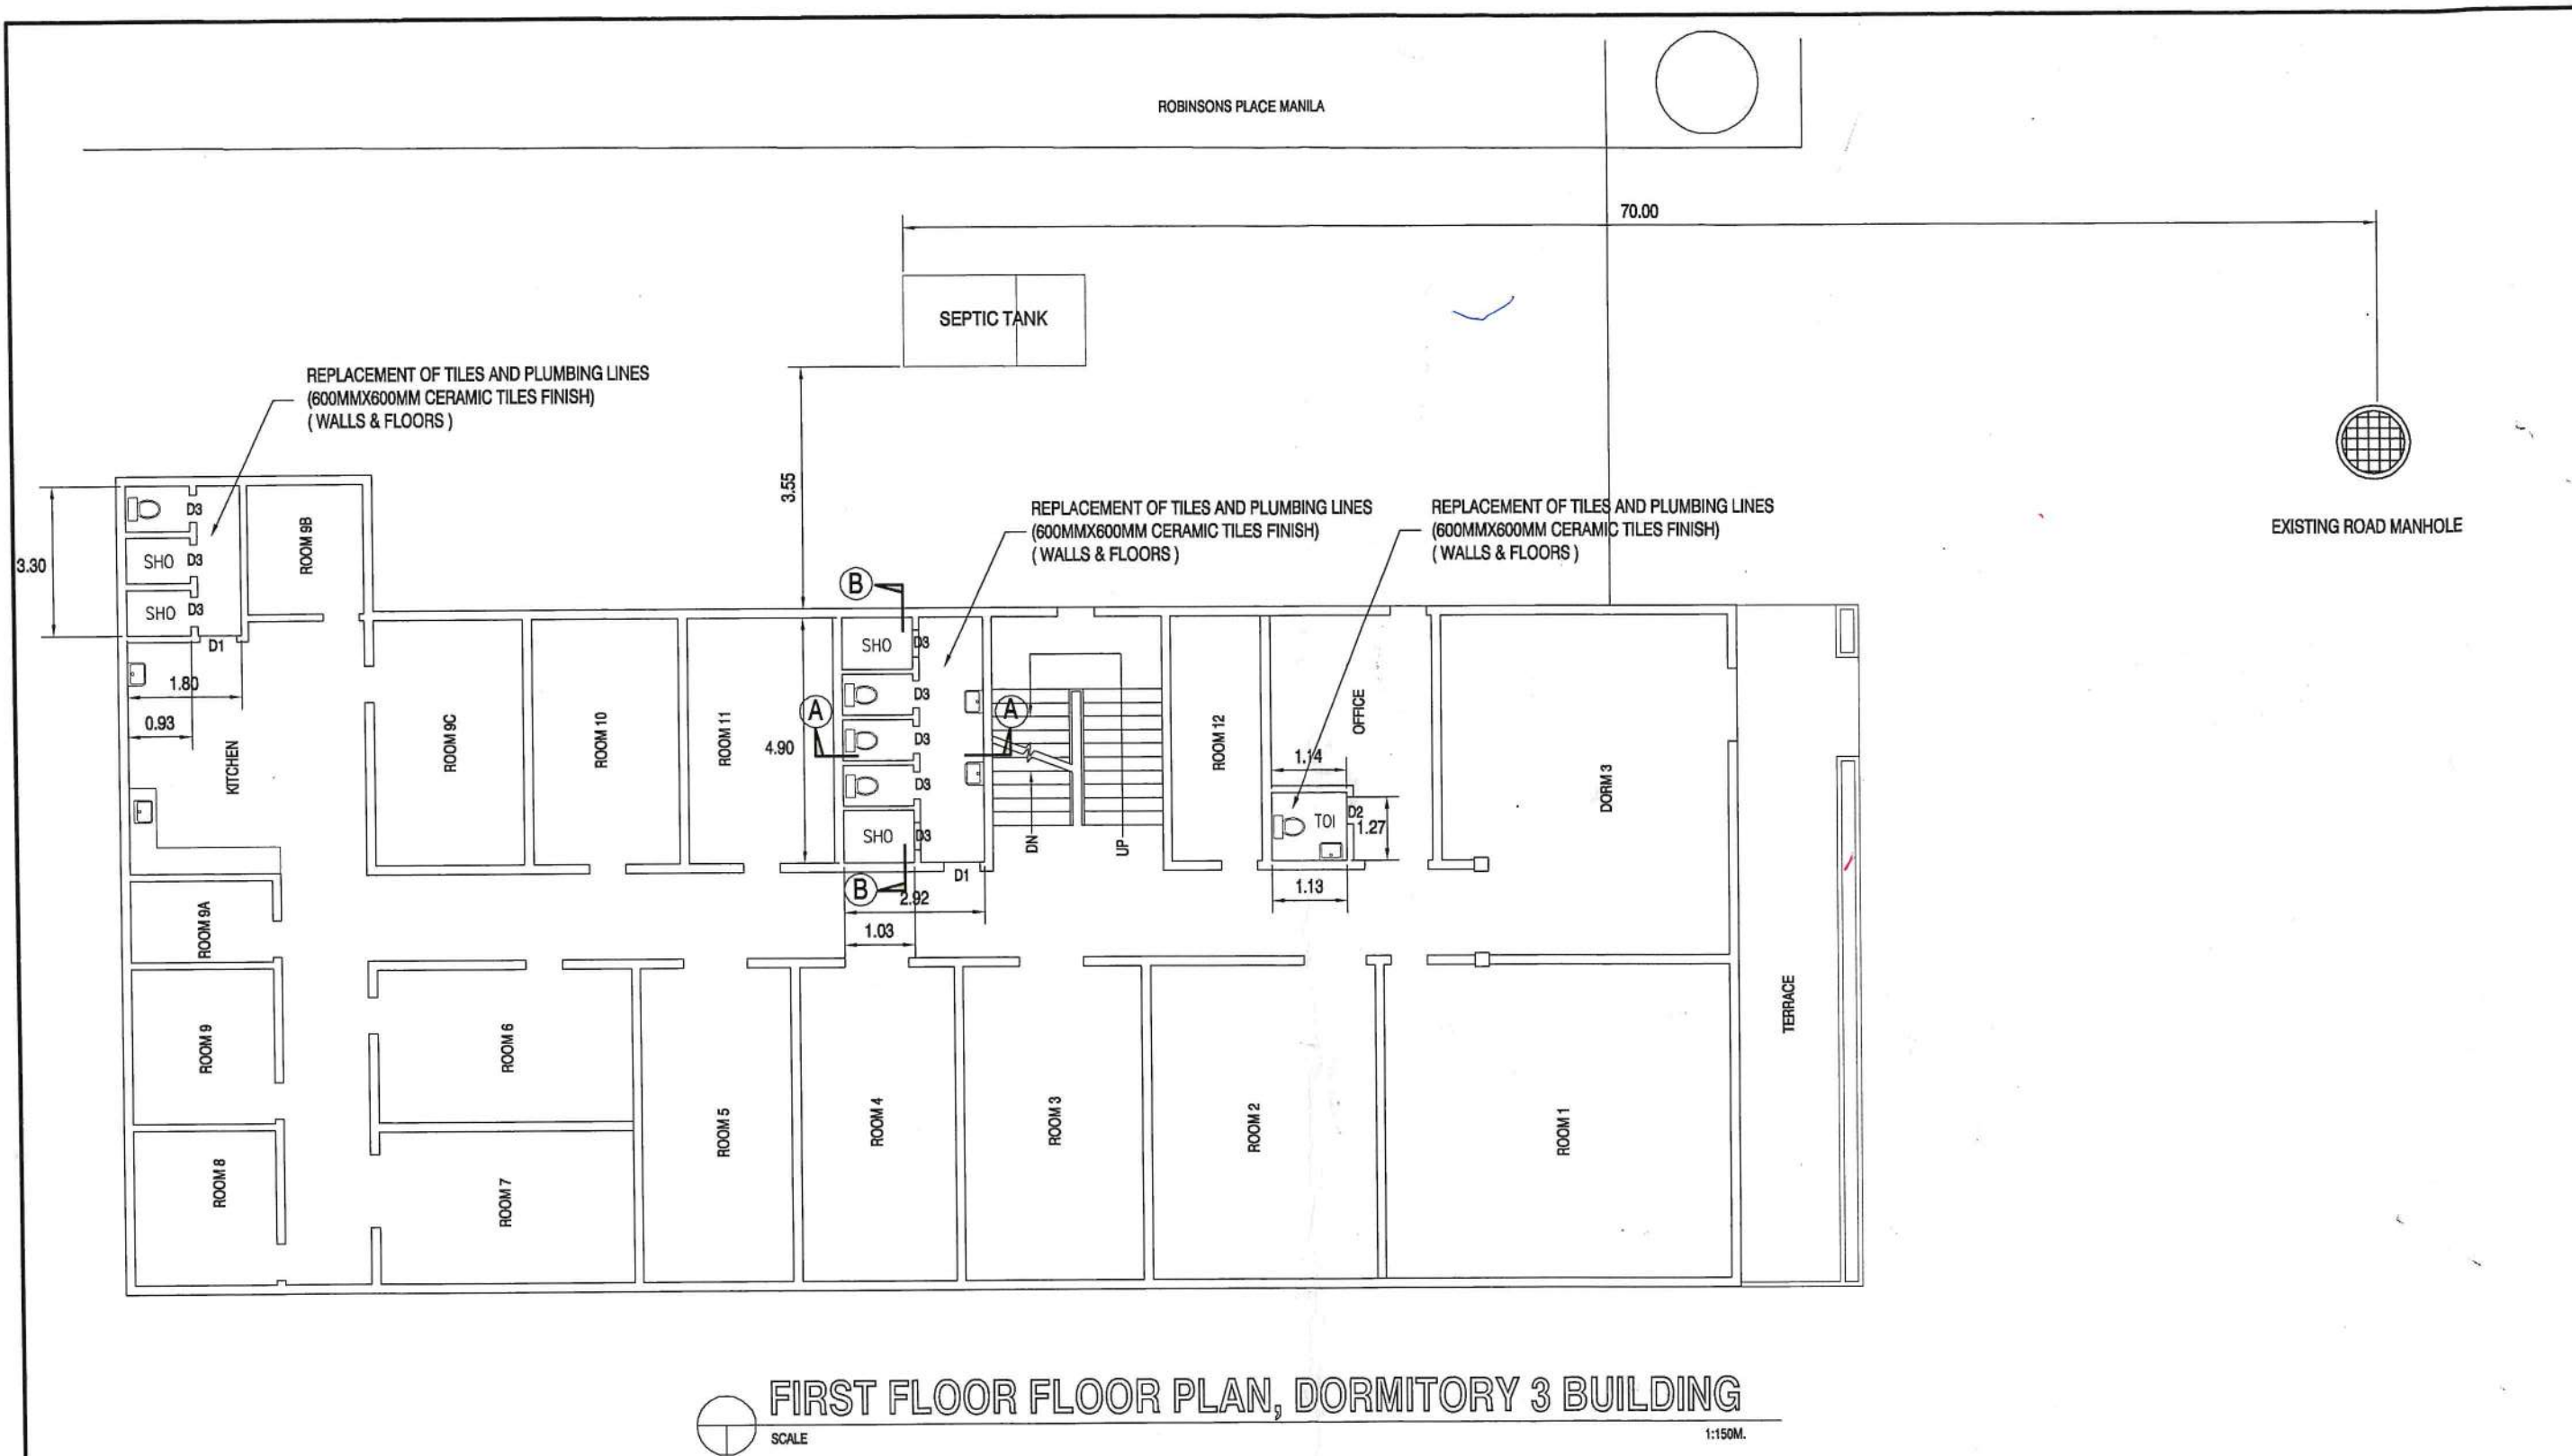 ROBINSONS PLACE MANILA
70.00
SEPTIC TANK
REPLACEMENT OF TILES AND PLUMBING LINES
(600MMX600MM CERAMIC TILES FINISH)
( WALLS & FLOORS )
3.55
REPLACEMENT OF TILES AND PLUMBING LINES
(600MMX600MM CERAMIC TILES FINISH)
( WALLS & FLOORS )
REPLACEMENT OF TILES AND PLUMBING LINES
(600MMX600MM CERAMIC TILES FINISH)
( WALLS & FLOORS )
EXISTING ROAD MANHOLE
3.30
D3
SHO
D3
SHO
D3
D1
ROOM 9B
1.80
0.93
KITCHEN
ROOM 9C
ROOM 10
ROOM 11
4.90
B
SHO
D3
D3
A
D3
A
D3
SHO
D3
D1
B
2.92
1.03
DN
UP
ROOM 12
OFFICE
1.14
TOI
D2
1.27
1.13
DORM 3
TERRACE
ROOM 9A
ROOM 9
ROOM 8
ROOM 6
ROOM 7
ROOM 5
ROOM 4
ROOM 3
ROOM 2
ROOM 1
FIRST FLOOR FLOOR PLAN, DORMITORY 3 BUILDING
SCALE
1:150M.